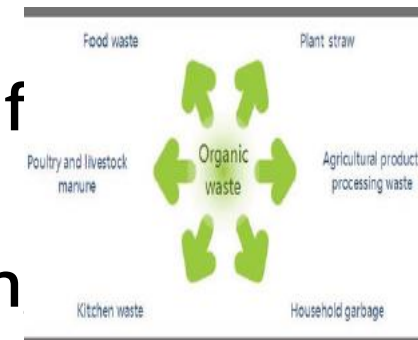 Food waste
Plant straw
f
Organic
waste
Poultry and livestock
manure
Agricultural product
processing waste
n
Kitchen waste
Household garbage